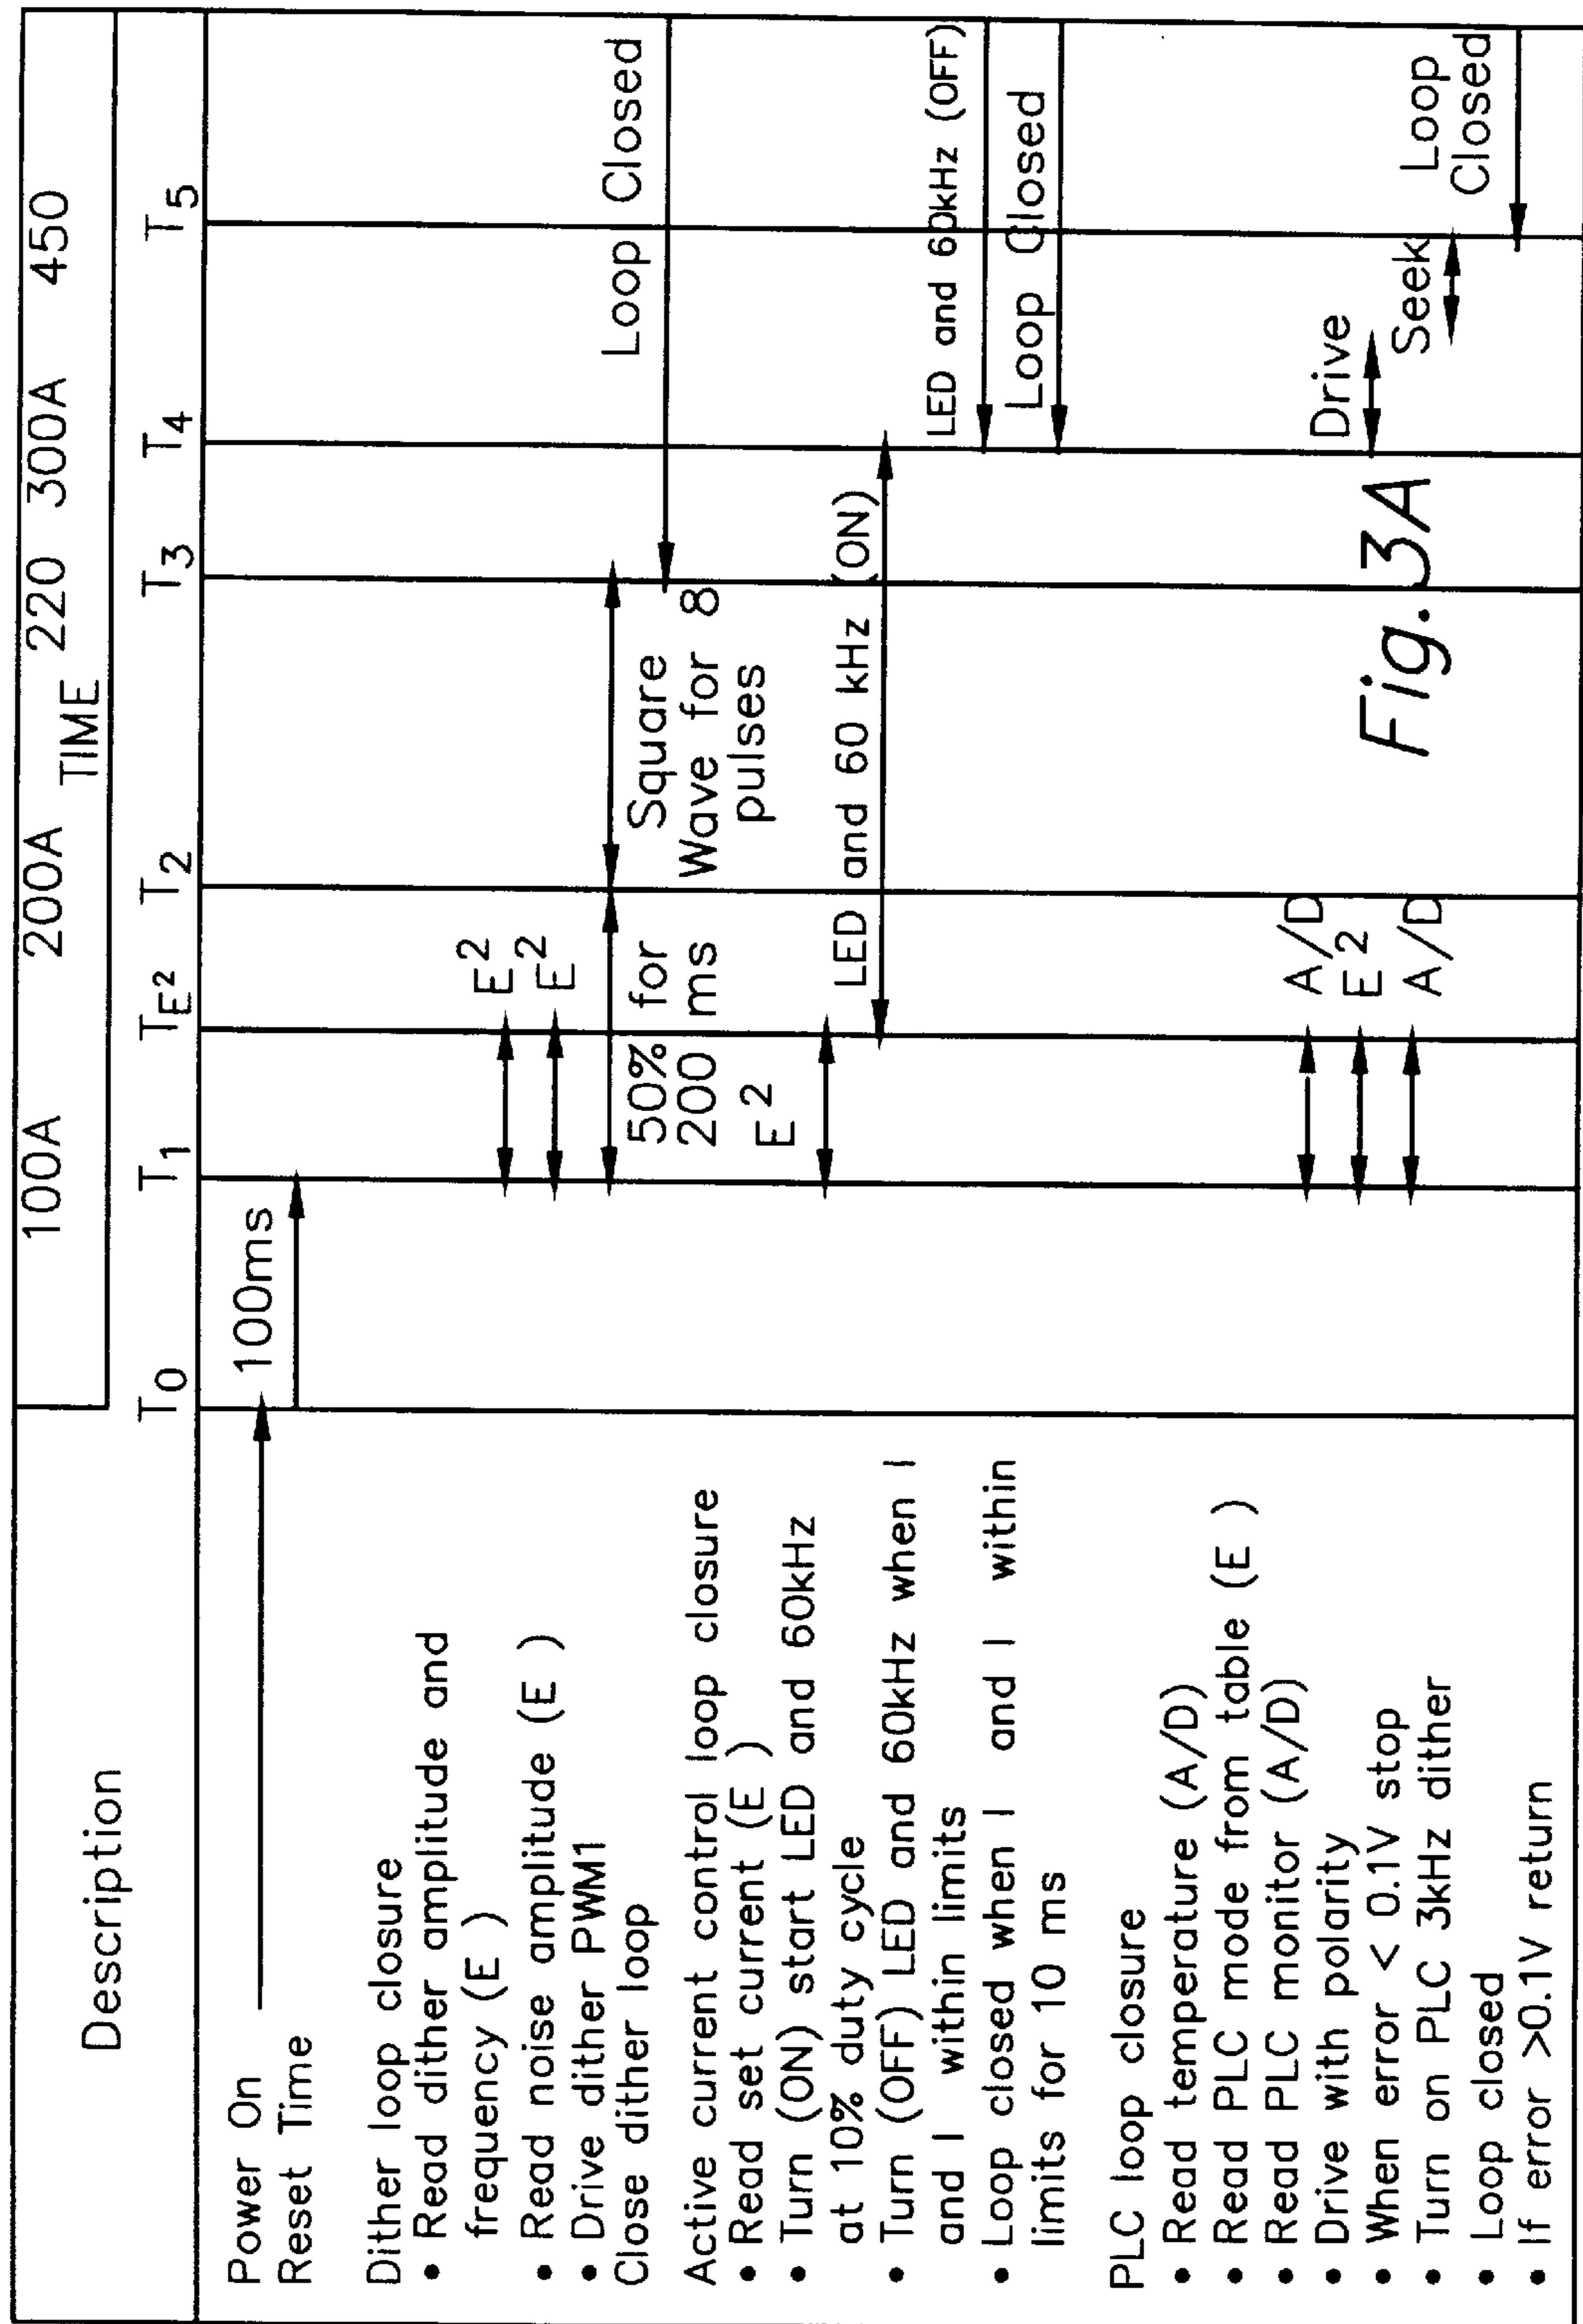 Description
100A 200A 220 300A 450
TIME
T0 T1 TE² T2 T3 T4 T5
Power On
Reset Time
100ms
Dither loop closure
• Read dither amplitude and
frequency (E )
E²
• Read noise amplitude (E )
E²
• Drive dither PWM1
Close dither loop
50% for
200 ms
Square
Wave for 8
pulses
Loop Closed
Active current control loop closure
• Read set current (E )
E²
• Turn (ON) start LED and 60kHz
at 10% duty cycle
LED and 60 kHz (ON)
• Turn (OFF) LED and 60kHz when I
and I within limits
LED and 60kHz (OFF)
• Loop closed when I and I within
limits for 10 ms
Loop Closed
PLC loop closure
• Read temperature (A/D)
A/D
• Read PLC mode from table (E )
E²
• Read PLC monitor (A/D)
A/D
• Drive with polarity
Drive
• When error < 0.1V stop
Seek
• Turn on PLC 3kHz dither
• Loop closed
Loop
Closed
• If error >0.1V return
Fig. 3A